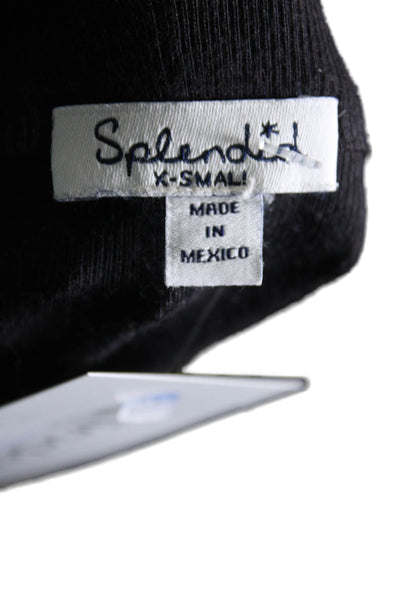 Splendid
X-SMALL
MADE
IN
MEXICO